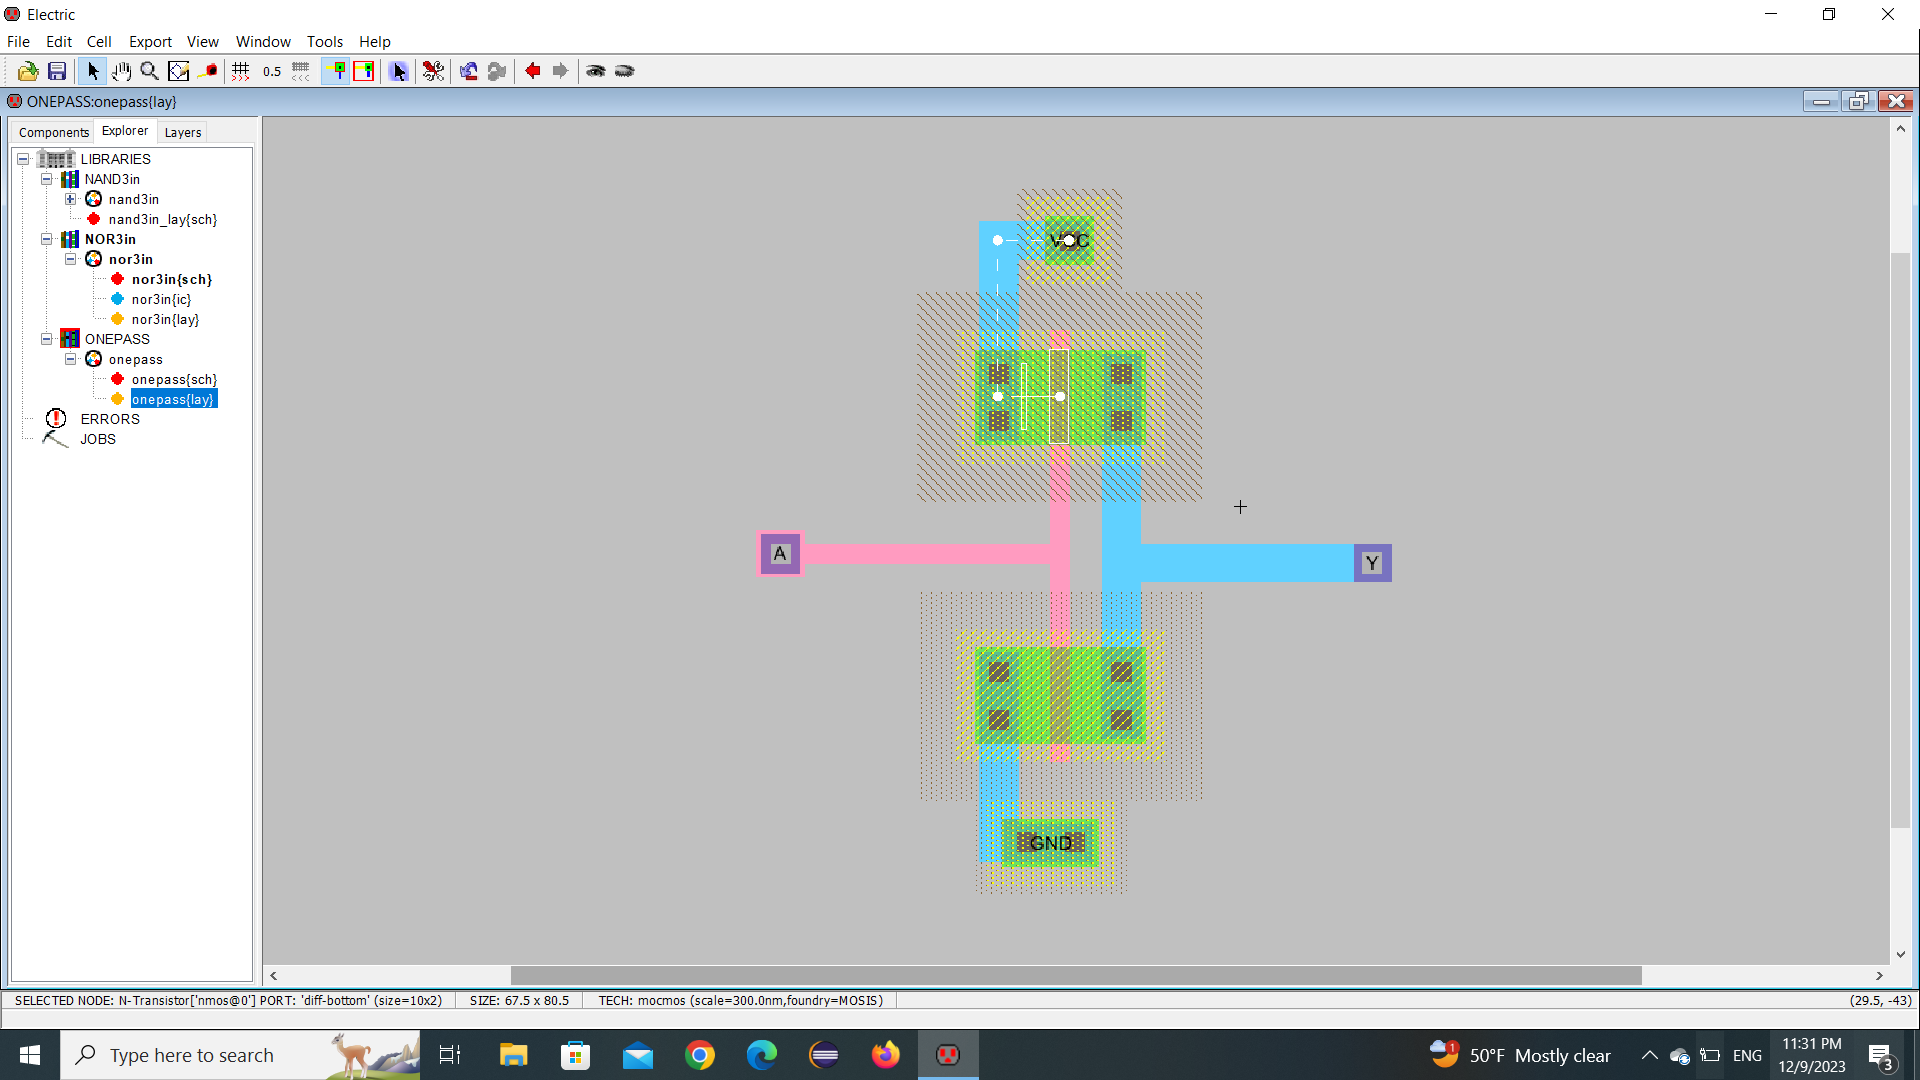 Electric
File Edit Cell Export View Window Tools Help
0.5
ONEPASS:onepass{lay}
Components Explorer Layers
LIBRARIES
NAND3in
nand3in
nand3in_lay{sch}
NOR3in
nor3in
nor3in{sch}
nor3in{ic}
nor3in{lay}
ONEPASS
onepass
onepass{sch}
onepass{lay}
ERRORS
JOBS
VCC
A
Y
GND
SELECTED NODE: N-Transistor['nmos@0'] PORT: 'diff-bottom' (size=10x2) SIZE: 67.5 x 80.5 TECH: mocmos (scale=300.0nm,foundry=MOSIS) (29.5, -43)
Type here to search
1
50°F Mostly clear
ENG
11:31 PM
12/9/2023
3